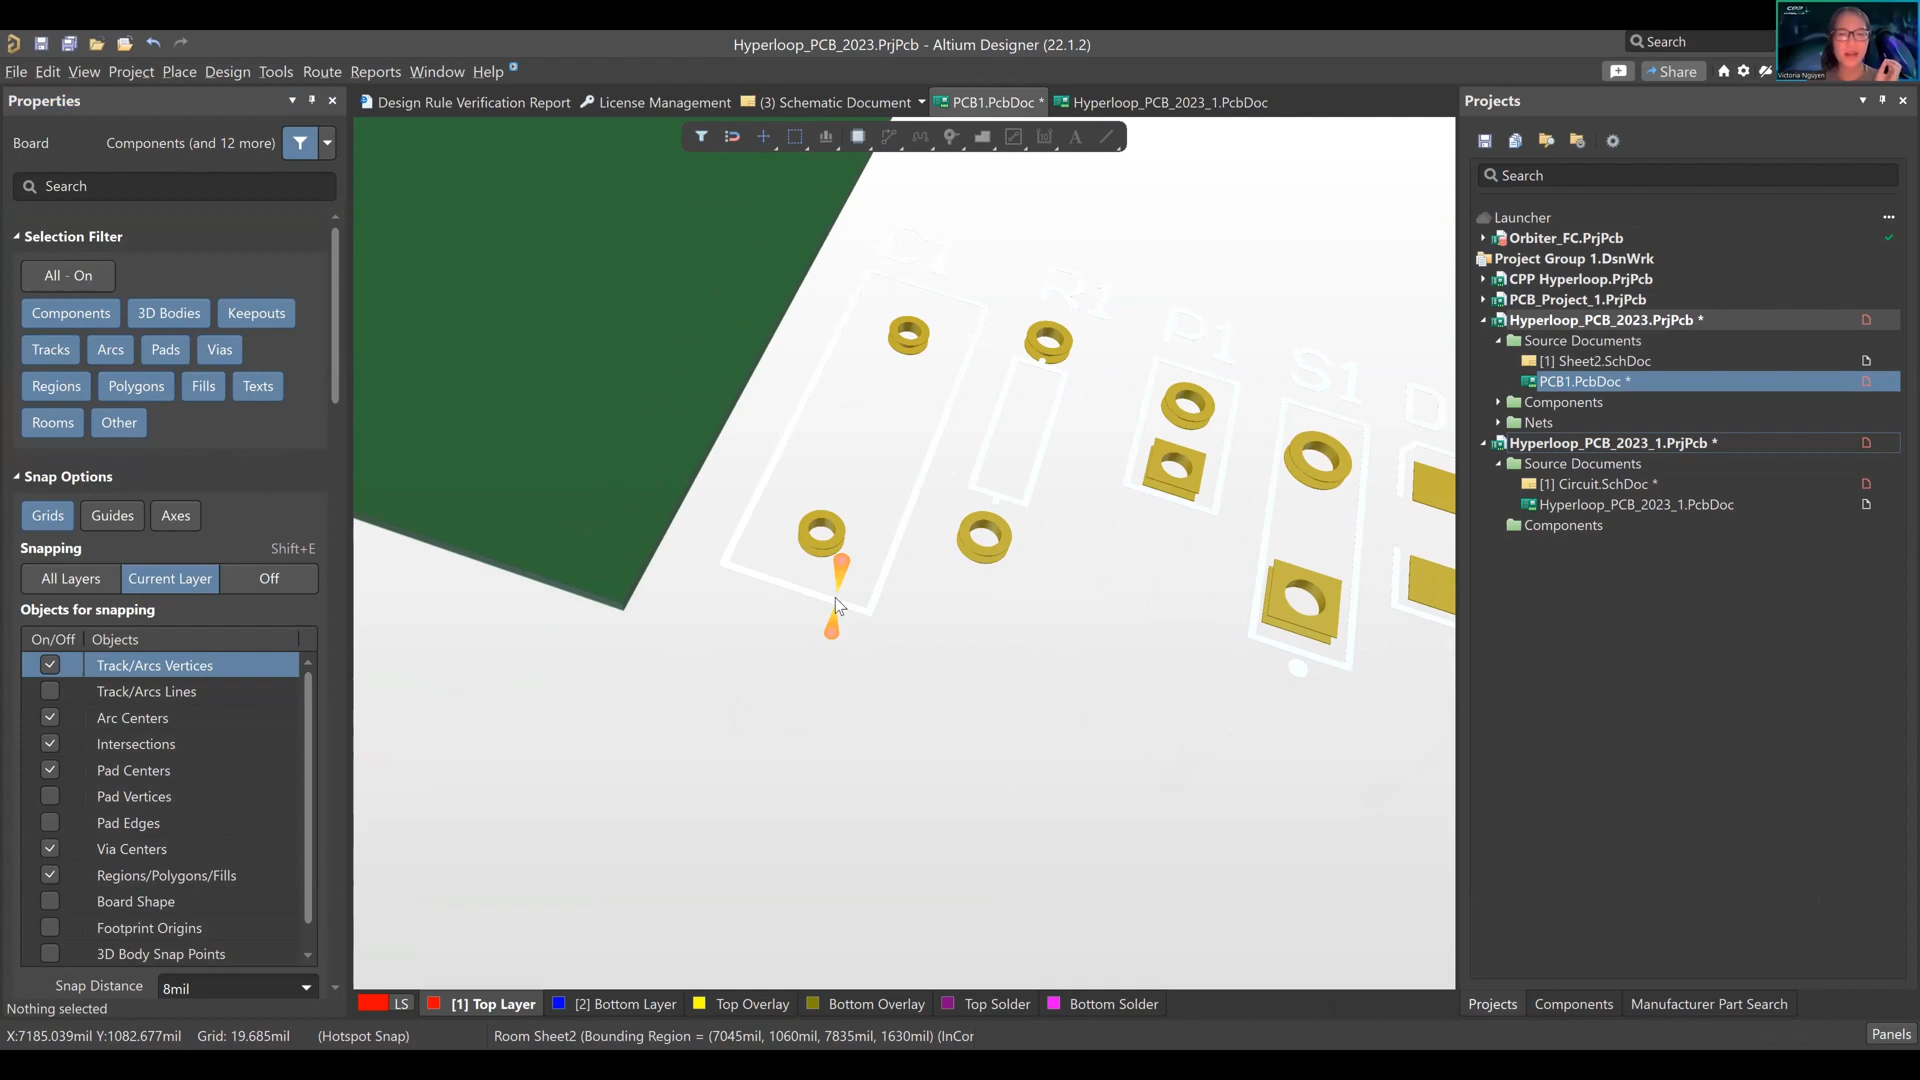 Hyperloop_PCB_2023.PrjPcb - Altium Designer (22.1.2)
Search
CPP
Victoria Nguyen
File Edit View Project Place Design Tools Route Reports Window Help
Share
Properties
Design Rule Verification Report
License Management
(3) Schematic Document
PCB1.PcbDoc *
Hyperloop_PCB_2023_1.PcbDoc
Projects
Board
Components (and 12 more)
Search
Selection Filter
All - On
Components 3D Bodies Keepouts
Tracks Arcs Pads Vias
Regions Polygons Fills Texts
Rooms Other
Snap Options
Grids Guides Axes
Snapping Shift+E
All Layers Current Layer Off
Objects for snapping
On/Off Objects
Track/Arcs Vertices
Track/Arcs Lines
Arc Centers
Intersections
Pad Centers
Pad Vertices
Pad Edges
Via Centers
Regions/Polygons/Fills
Board Shape
Footprint Origins
3D Body Snap Points
Snap Distance 8mil
Nothing selected
C1
R1
P1
S1
D
LS
[1] Top Layer
[2] Bottom Layer
Top Overlay
Bottom Overlay
Top Solder
Bottom Solder
X:7185.039mil Y:1082.677mil Grid: 19.685mil (Hotspot Snap)
Room Sheet2 (Bounding Region = (7045mil, 1060mil, 7835mil, 1630mil) (InCor
Search
Launcher
Orbiter_FC.PrjPcb
Project Group 1.DsnWrk
CPP Hyperloop.PrjPcb
PCB_Project_1.PrjPcb
Hyperloop_PCB_2023.PrjPcb *
Source Documents
[1] Sheet2.SchDoc
PCB1.PcbDoc *
Components
Nets
Hyperloop_PCB_2023_1.PrjPcb *
Source Documents
[1] Circuit.SchDoc *
Hyperloop_PCB_2023_1.PcbDoc
Components
Projects Components Manufacturer Part Search
Panels